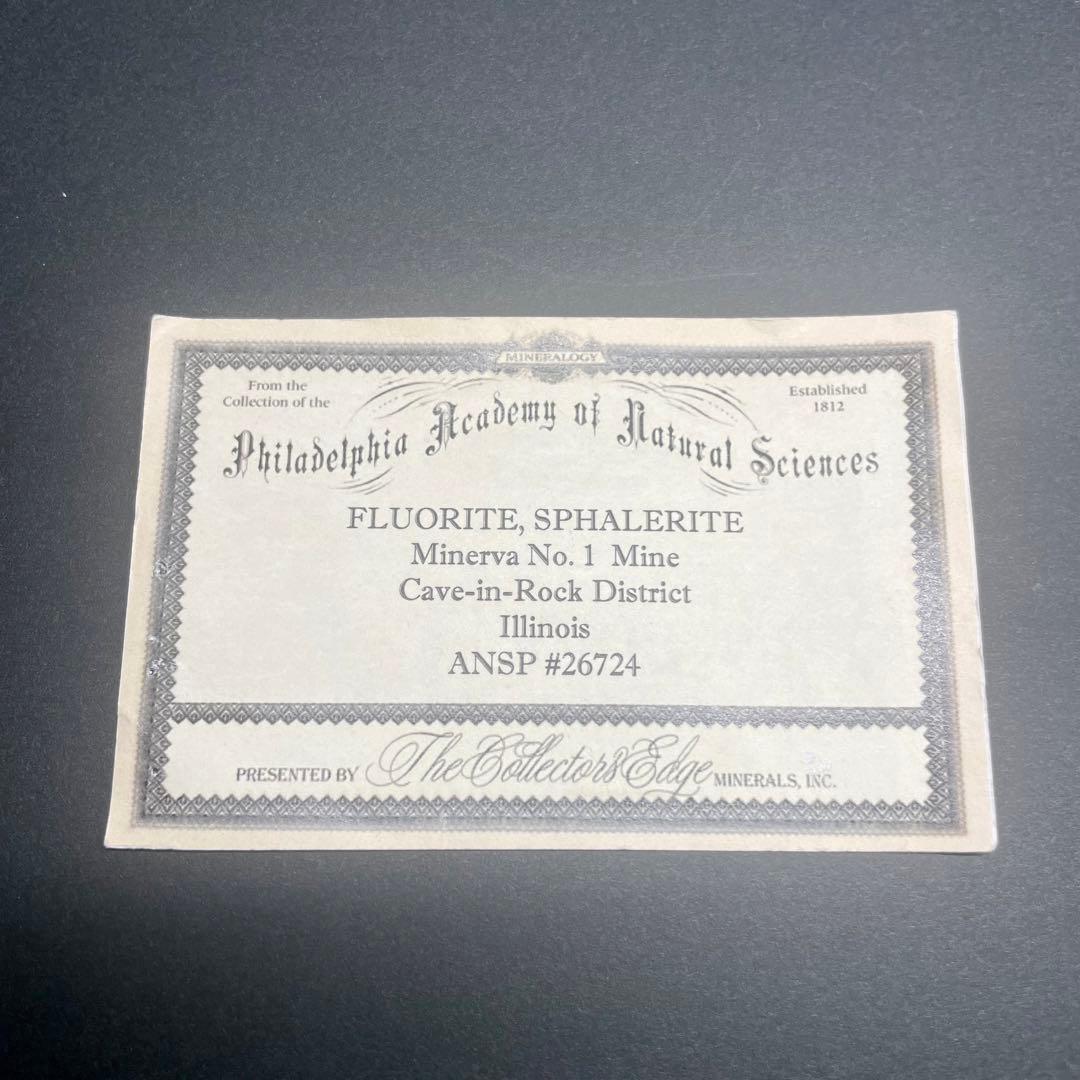 MINERALOGY
From the
Collection of the
Established
1812
Philadelphia Academy of Natural Sciences
FLUORITE, SPHALERITE
Minerva No. 1 Mine
Cave-in-Rock District
Illinois
ANSP #26724
PRESENTED BY The Collector's Edge MINERALS, INC.